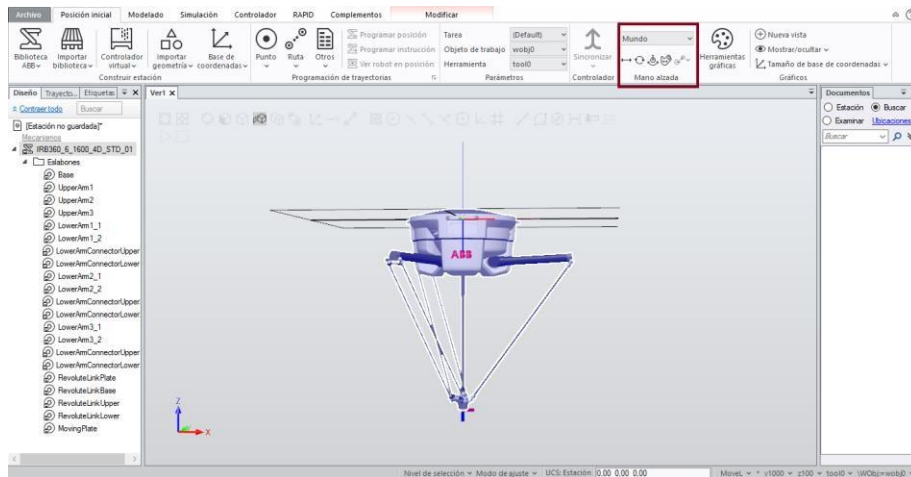 Archivo Posición inicial Modelado Simulación Controlador RAPID Complementos Modificar
Biblioteca ABB
Importar biblioteca
Controlador virtual
Importar geometría
Base de coordenadas
Construir estación
Punto
Ruta
Otros
Programar posición
Programar instrucción
Ver robot en posición
Programación de trayectorias
Tarea (Default)
Objeto de trabajo wobj0
Herramienta tool0
Parámetros
Sincronizar
Controlador
Mundo
Mano alzada
Herramientas gráficas
Nueva vista
Mostrar/ocultar
Tamaño de base de coordenadas
Gráficos
Diseño Trayecto... Etiquetas
Contraer todo Buscar
[Estación no guardada]*
Mecanismos
IRB360_6_1600_4D_STD_01
Eslabones
Base
UpperArm1
UpperArm2
UpperArm3
LowerArm1_1
LowerArm1_2
LowerArmConnectorUpper
LowerArmConnectorLower
LowerArm2_1
LowerArm2_2
LowerArmConnectorUpper
LowerArmConnectorLower
LowerArm3_1
LowerArm3_2
LowerArmConnectorUpper
LowerArmConnectorLower
RevoluteLinkPlate
RevoluteLinkBase
RevoluteLinkUpper
RevoluteLinkLower
MovingPlate
Ver1 X
ABB
Z
X
Documentos
Estación Buscar
Examinar Ubicaciones
Buscar
Nivel de selección Modo de ajuste UCS: Estación 0.00 0.00 0.00 MoveL * v1000 z100 tool0 \WObj:=wobj0